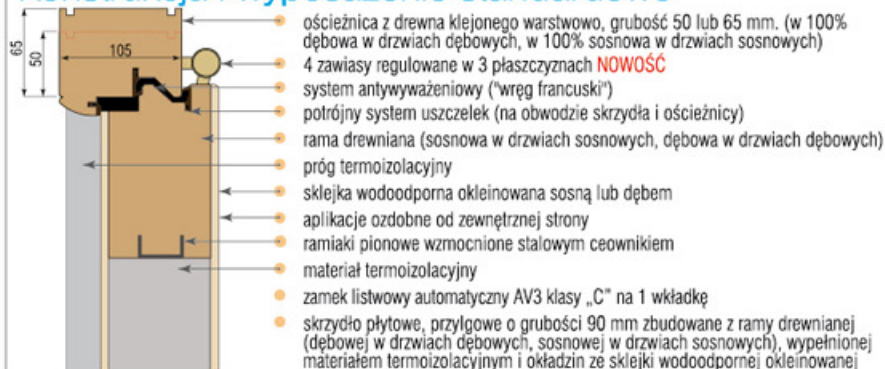 65
50
105
ościeżnica z drewna klejonego warstwowo, grubość 50 lub 65 mm. (w 100%
dębowa w drzwiach dębowych, w 100% sosnowa w drzwiach sosnowych)
4 zawiasy regulowane w 3 płaszczyznach NOWOŚĆ
system antywyważeniowy ("wręg francuski")
potrójny system uszczelek (na obwodzie skrzydła i ościeżnicy)
rama drewniana (sosnowa w drzwiach sosnowych, dębowa w drzwiach dębowych)
próg termoizolacyjny
sklejka wodoodporna okleinowana sosną lub dębem
aplikacje ozdobne od zewnętrznej strony
ramiaki pionowe wzmocnione stalowym ceownikiem
materiał termoizolacyjny
zamek listwowy automatyczny AV3 klasy „C" na 1 wkładkę
skrzydło płytowe, przylgowe o grubości 90 mm zbudowane z ramy drewnianej
(dębowej w drzwiach dębowych, sosnowej w drzwiach sosnowych), wypełnionej
materiałem termoizolacyjnym i okładzin ze sklejki wodoodpornej okleinowanej